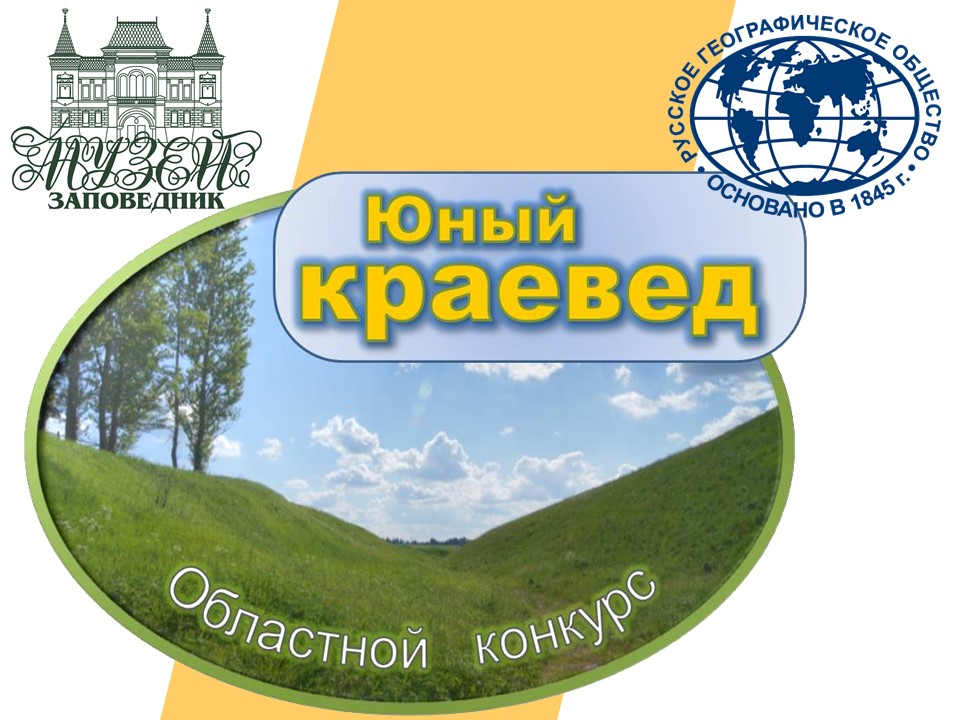 МУЗЕЙ
ЗАПОВЕДНИК
• РУССКОЕ ГЕОГРАФИЧЕСКОЕ ОБЩЕСТВО •
ОСНОВАНО В 1845 г.
Юный
краевед
Областной конкурс